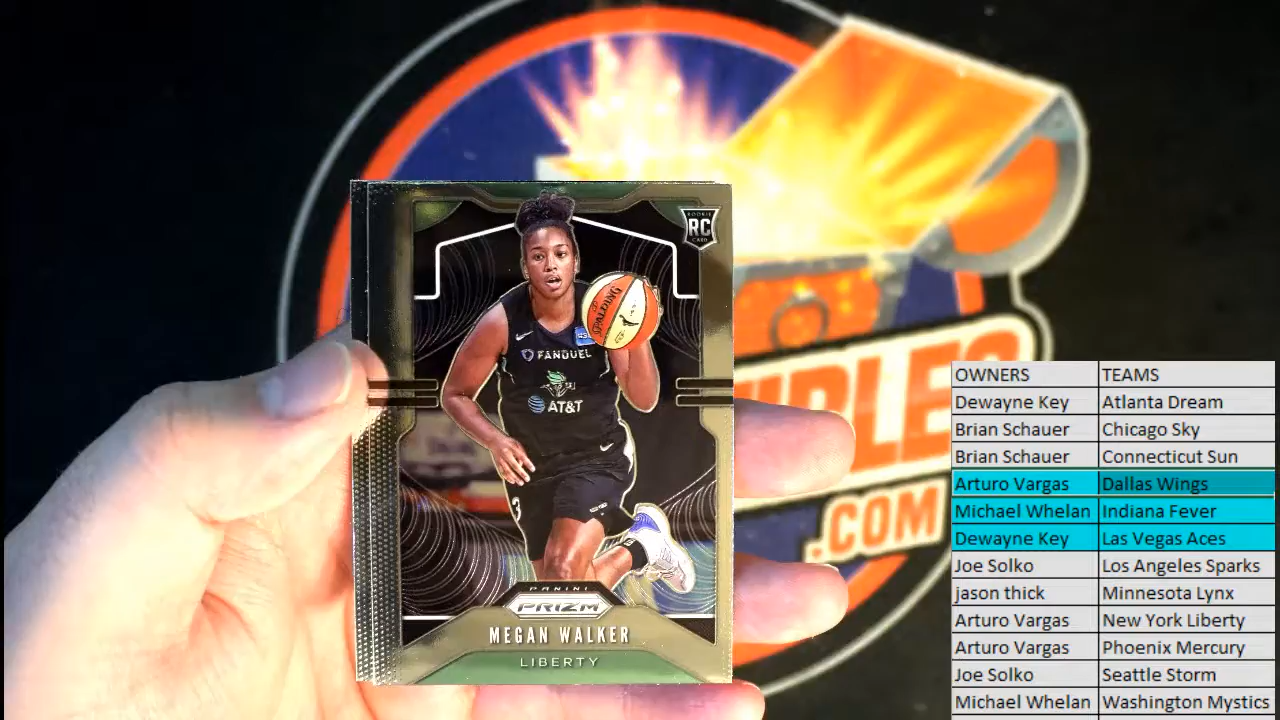 ROOKIE
RC
CARD
SPALDING
FANDUEL
AT&T
3
PANINI
PRIZM
MEGAN WALKER
LIBERTY
.COM
OWNERS TEAMS
Dewayne Key Atlanta Dream
Brian Schauer Chicago Sky
Brian Schauer Connecticut Sun
Arturo Vargas Dallas Wings
Michael Whelan Indiana Fever
Dewayne Key Las Vegas Aces
Joe Solko Los Angeles Sparks
jason thick Minnesota Lynx
Arturo Vargas New York Liberty
Arturo Vargas Phoenix Mercury
Joe Solko Seattle Storm
Michael Whelan Washington Mystics